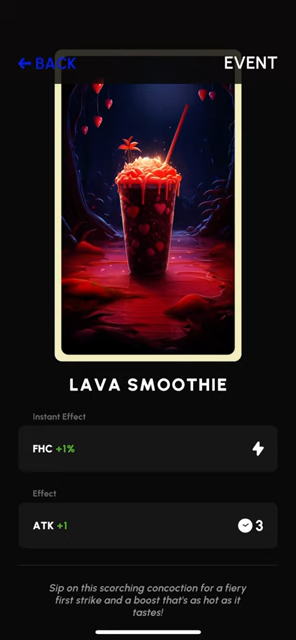 ← BACK
EVENT
LAVA SMOOTHIE
Instant Effect
FHC +1%
Effect
ATK +1
3
Sip on this scorching concoction for a fiery
first strike and a boost that's as hot as it
tastes!